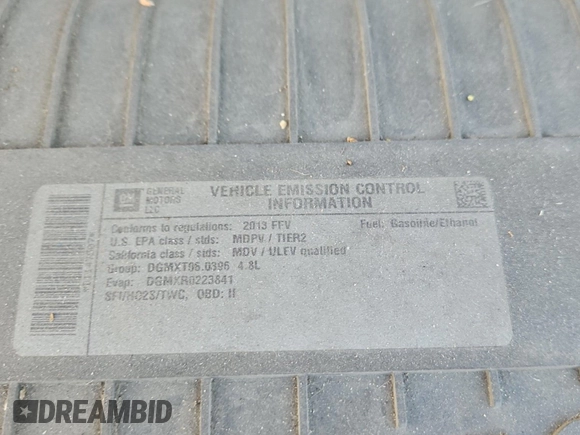 GM GENERAL MOTORS LLC
VEHICLE EMISSION CONTROL INFORMATION
Conforms to regulations: 2013 FFV Fuel: Gasoline/Ethanol
U.S. EPA class / stds: MDPV / TIER2
California class / stds: MDV / ULEV qualified
Group: DGMXT06.0396 4.8L
Evap: DGMXR0223841
SFI/HO2S/TWC, OBD: II
DREAMBID